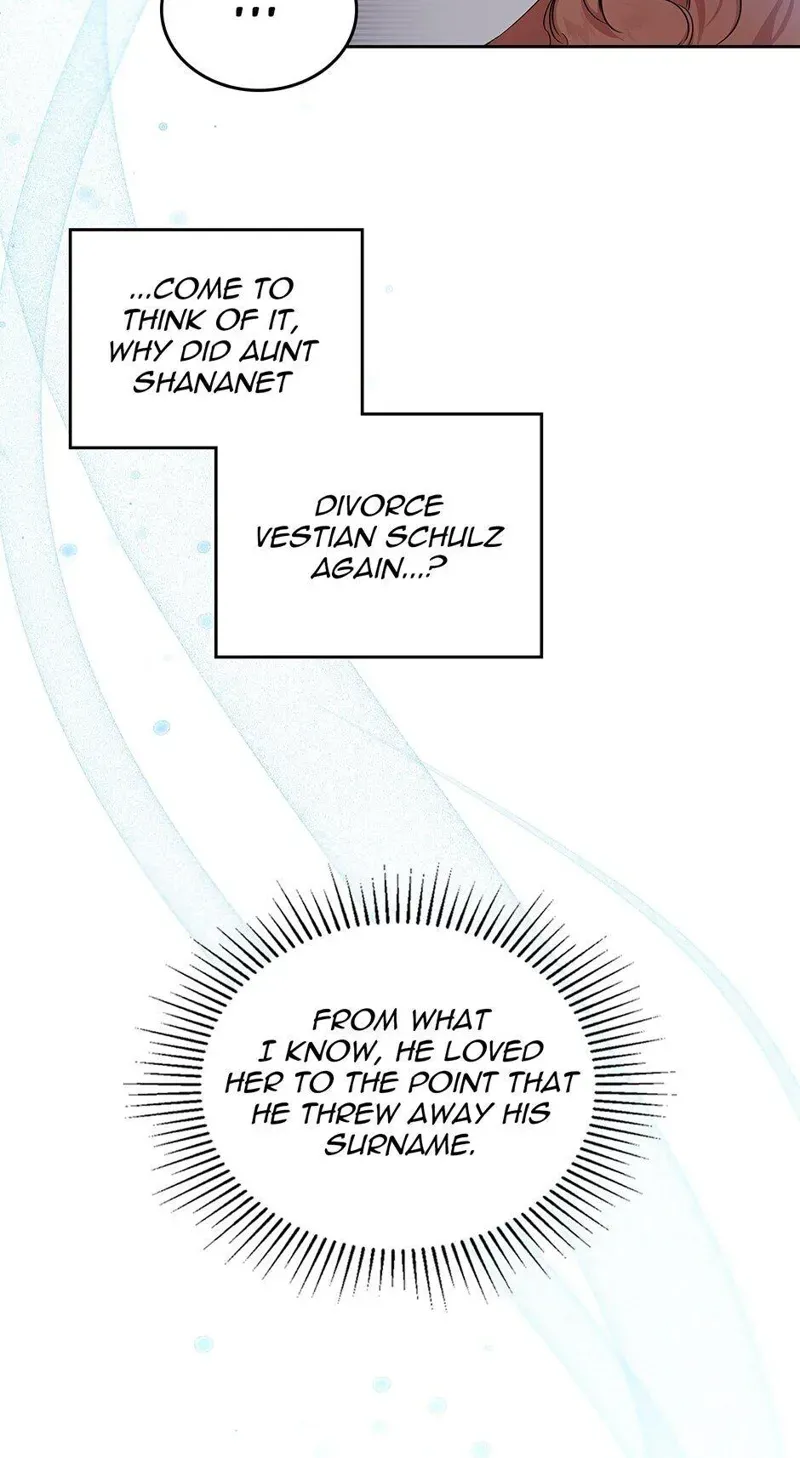 ...
...COME TO
THINK OF IT,
WHY DID AUNT
SHANANET
DIVORCE
VESTIAN SCHULZ
AGAIN...?
FROM WHAT
I KNOW, HE LOVED
HER TO THE POINT THAT
HE THREW AWAY HIS
SURNAME.